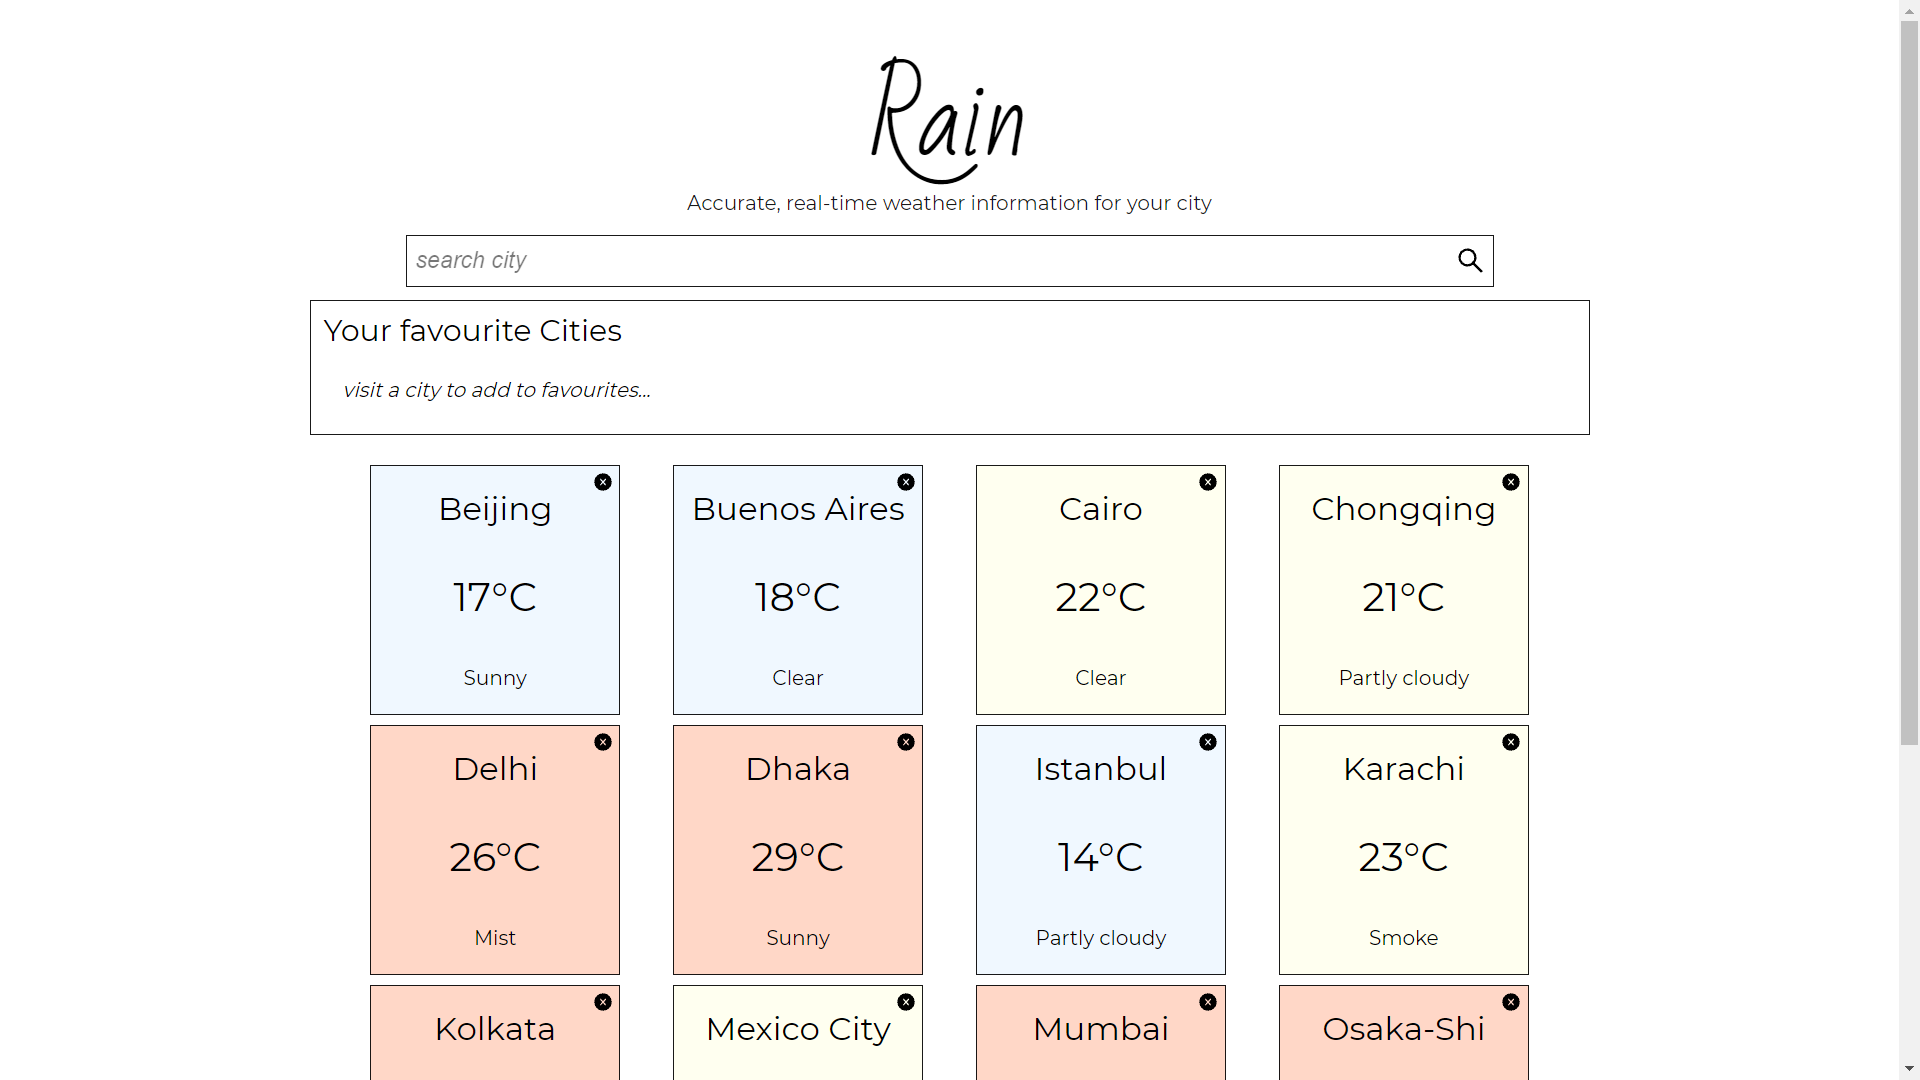 Rain
Accurate, real-time weather information for your city
search city
Your favourite Cities
visit a city to add to favourites...
Beijing
17°C
Sunny
Buenos Aires
18°C
Clear
Cairo
22°C
Clear
Chongqing
21°C
Partly cloudy
Delhi
26°C
Mist
Dhaka
29°C
Sunny
Istanbul
14°C
Partly cloudy
Karachi
23°C
Smoke
Kolkata
Mexico City
Mumbai
Osaka-Shi